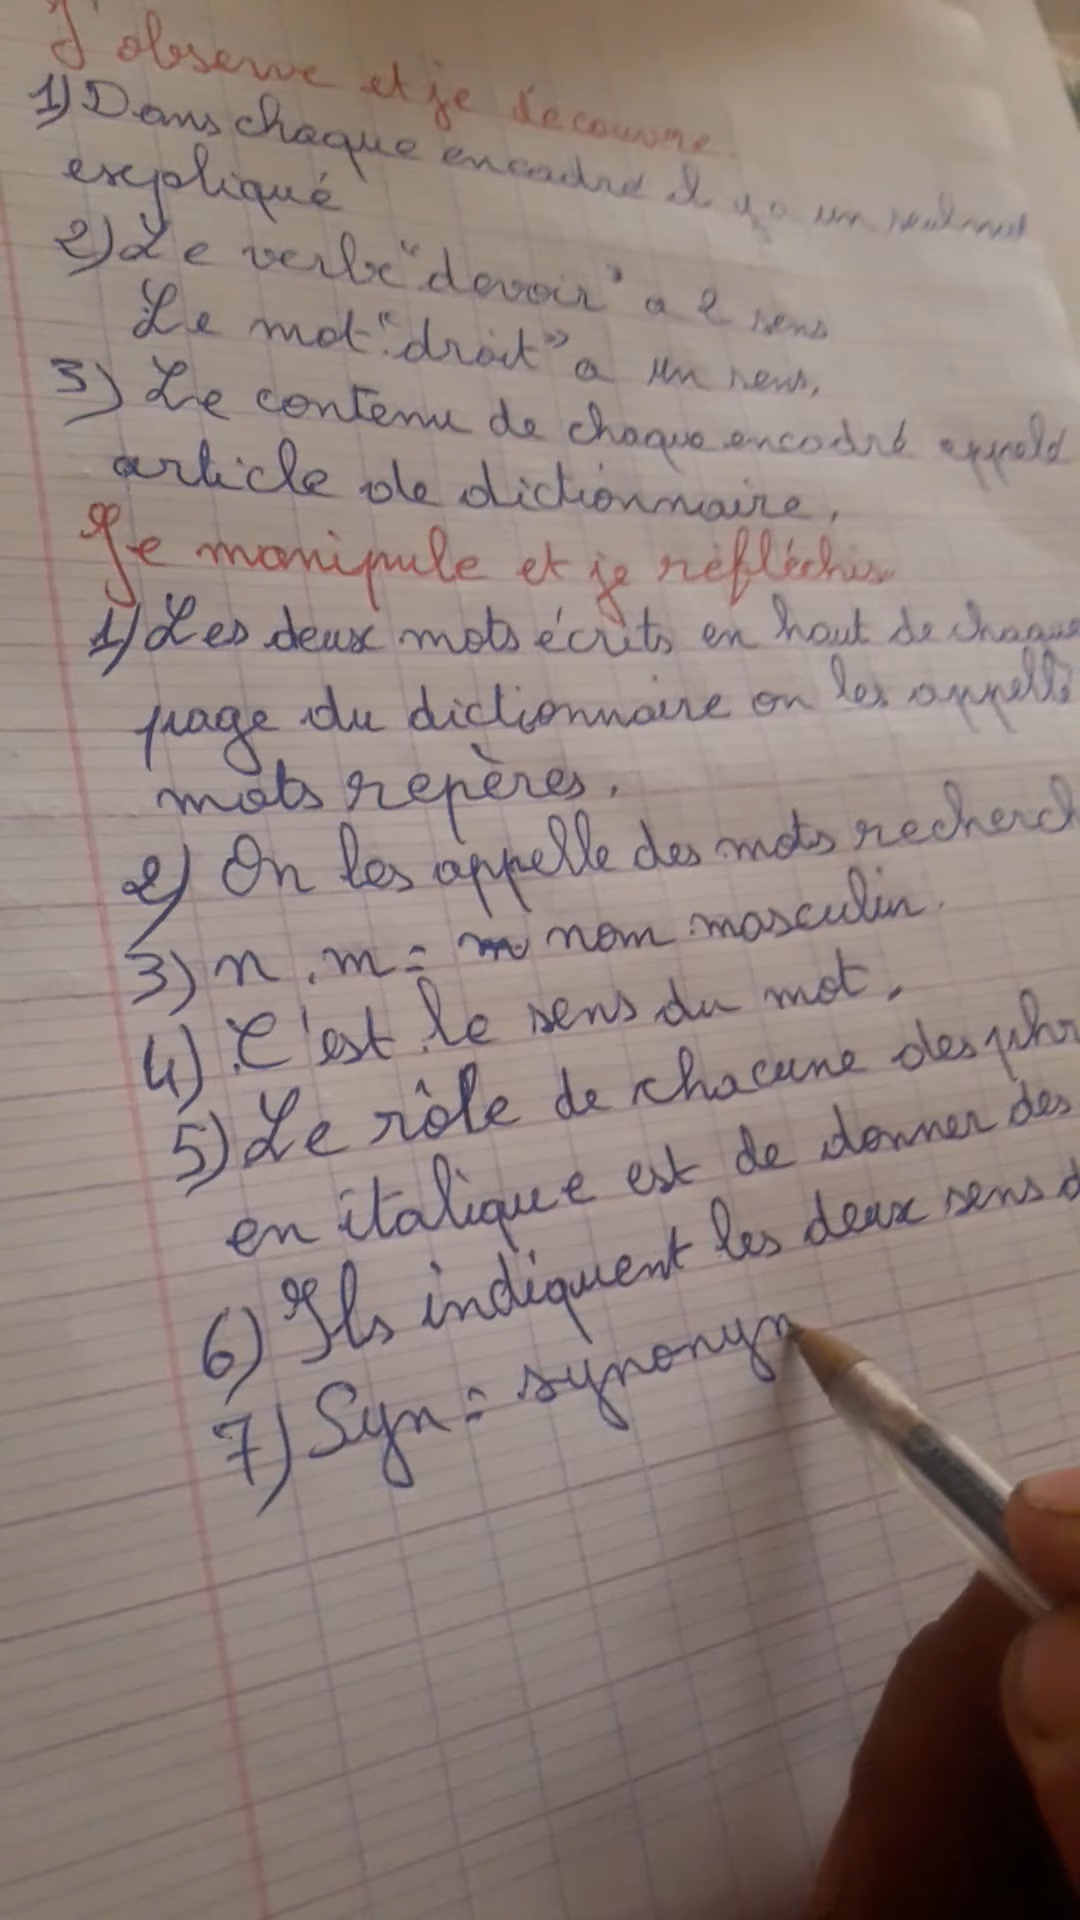 J'observe et je découvre.
1) Dans chaque encadré il y a un seul mot
expliqué
2) Le verbe "devoir" a 2 sens
Le mot "droit" a un sens.
3) Le contenu de chaque encadré appelé
article de dictionnaire.
Je manipule et je réfléchis
1) Les deux mots écrits en haut de chaque
page du dictionnaire on les appelle
mots repères.
2) On les appelle des mots recherch
3) n.m = nom masculin.
4) C'est le sens du mot.
5) Le rôle de chacune des phr
en italique est de donner des
6) Ils indiquent les deux sens d
7) Syn = synonym